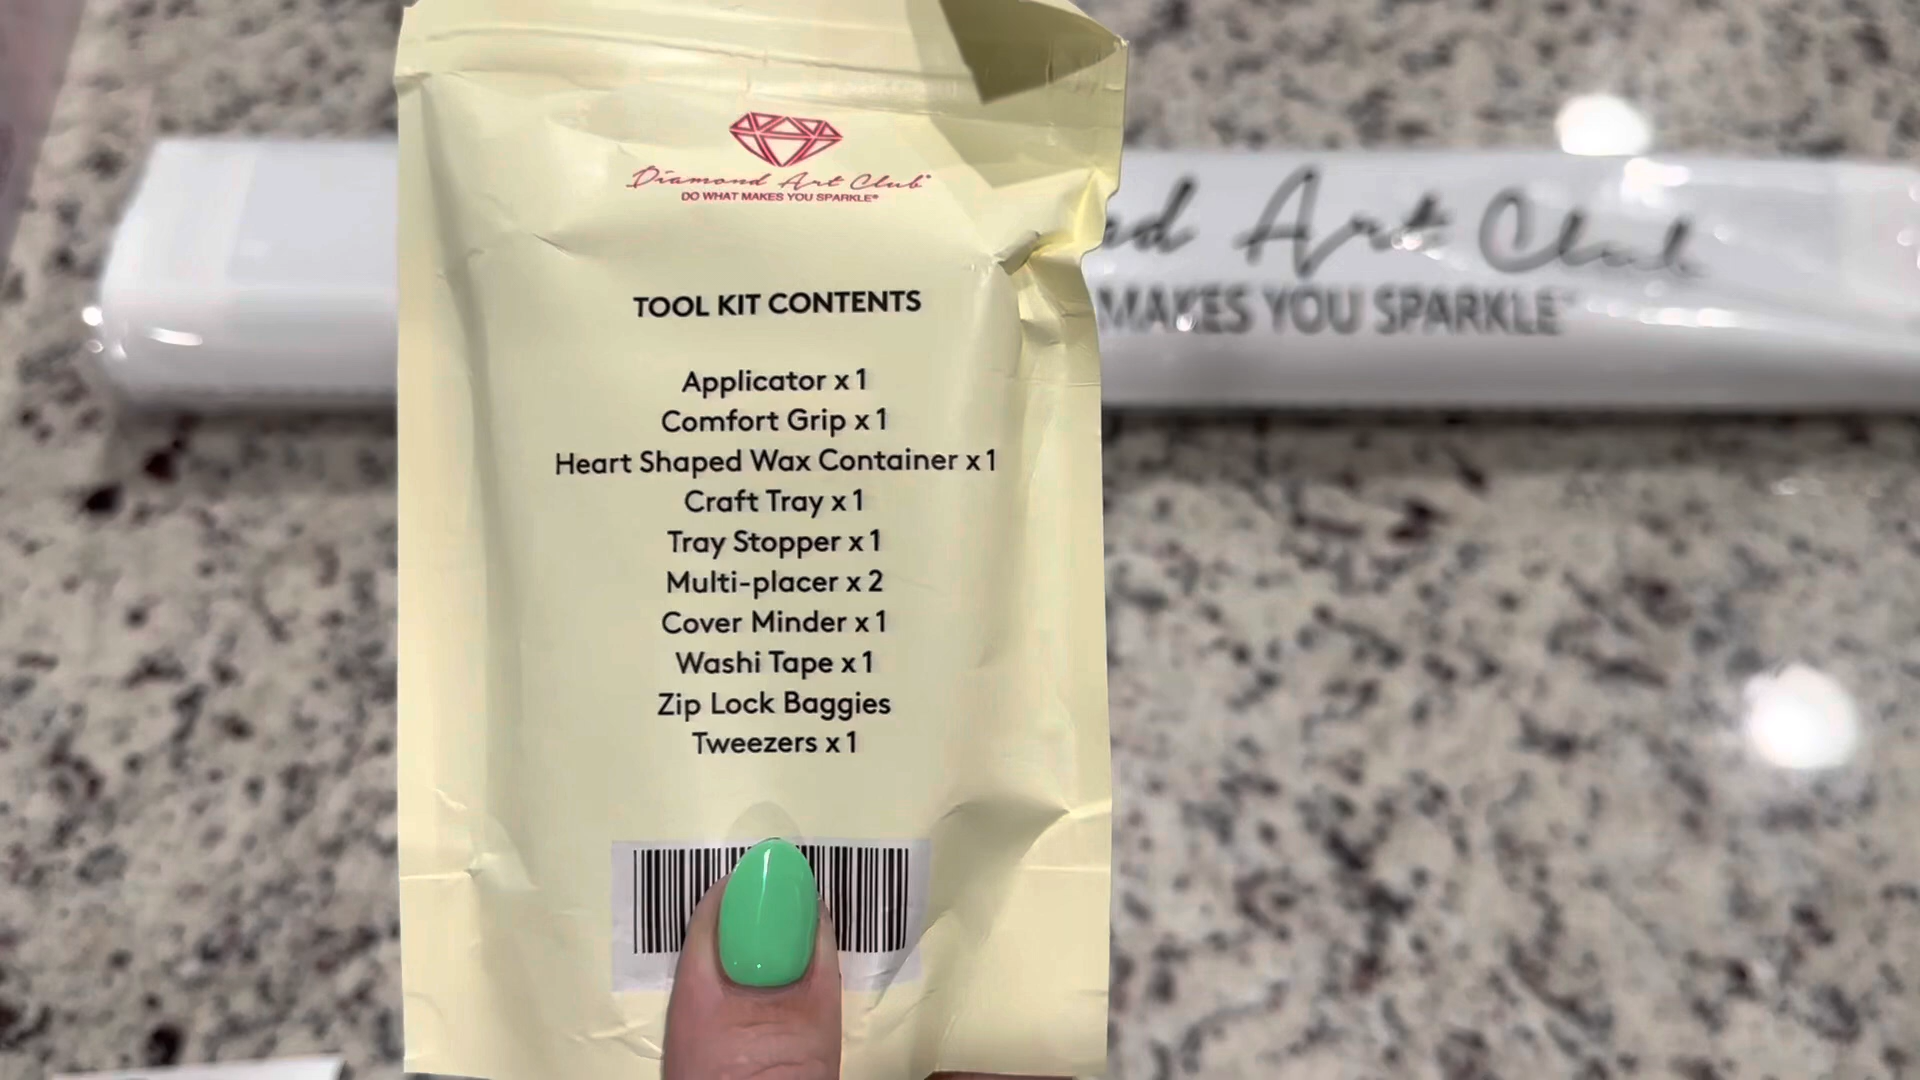 Diamond Art Club®
DO WHAT MAKES YOU SPARKLE®
TOOL KIT CONTENTS
Applicator x 1
Comfort Grip x 1
Heart Shaped Wax Container x 1
Craft Tray x 1
Tray Stopper x 1
Multi-placer x 2
Cover Minder x 1
Washi Tape x 1
Zip Lock Baggies
Tweezers x 1
Art Club
MAKES YOU SPARKLE™